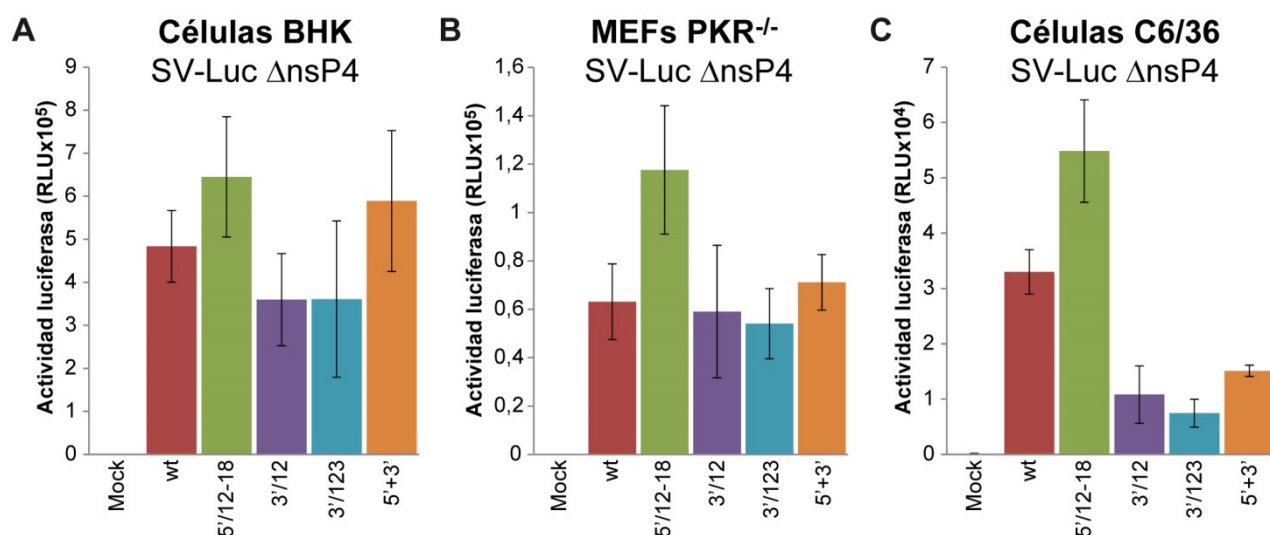 A
Células BHK
SV-Luc ΔnsP4
Actividad luciferasa (RLUx10⁵)
9
8
7
6
5
4
3
2
1
0
Mock
wt
5'/12-18
3'/12
3'/123
5'+3'
B
MEFs PKR⁻/⁻
SV-Luc ΔnsP4
Actividad luciferasa (RLUx10⁵)
1,6
1,4
1,2
1
0,8
0,6
0,4
0,2
0
Mock
wt
5'/12-18
3'/12
3'/123
5'+3'
C
Células C6/36
SV-Luc ΔnsP4
Actividad luciferasa (RLUx10⁴)
7
6
5
4
3
2
1
0
Mock
wt
5'/12-18
3'/12
3'/123
5'+3'